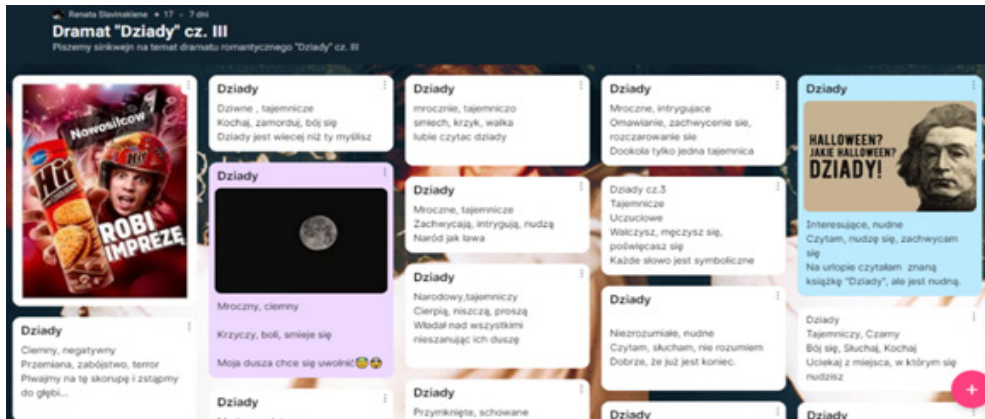 Renata Slavinskiene + 17 • 7 dni
Dramat "Dziady" cz. III
Piszemy sinkwejn na temat dramatu romantycznego "Dziady" cz. III
Nowosilcow
Hit
ROBI
IMPREZĘ
Dziady
Ciemny, negatywny
Przemiana, zabójstwo, terror
Plwajmy na tę skorupę i zstąpmy
do głębi...
Dziady
Dziwne , tajemnicze
Kochaj, zamorduj, bój się
Dziady jest wiecej niż ty myślisz
Dziady
Mroczny, ciemny
Krzyczy, boli, smieje się
Moja dusza chce się uwolnić
Dziady
Dziady
mrocznie, tajemniczo
smiech, krzyk, walka
lubie czytac dziady
Dziady
Mroczne, tajemnicze
Zachwycają, intrygują, nudzą
Naród jak lawa
Dziady
Narodowy,tajemniczy
Cierpią, niszczą, proszą
Władał nad wszystkimi
nieszanując ich duszę
Dziady
Przymknięte, schowane
Dziady
Mroczne, intrygujace
Omawianie, zachwycenie sie,
rozczarowanie sie
Dookoła tylko jedna tajemnica
Dziady cz.3
Tajemnicze
Uczuciowe
Walczysz, męczysz się,
poświęcasz się
Każde słowo jest symboliczne
Dziady
Niezrozumiałe, nudne
Czytam, słucham, nie rozumiem
Dobrze, że już jest koniec.
Dziady
Dziady
HALLOWEEN?
JAKIE HALLOWEEN?
DZIADY!
Interesujące, nudne
Czytam, nudzę się, zachwycam
się
Na urlopie czytałam znaną
książkę "Dziady", ale jest nudną.
Dziady
Tajemniczy, Czarny
Bój się, Słuchaj, Kochaj
Uciekaj z miejsca, w którym się
nudzisz
Dziady